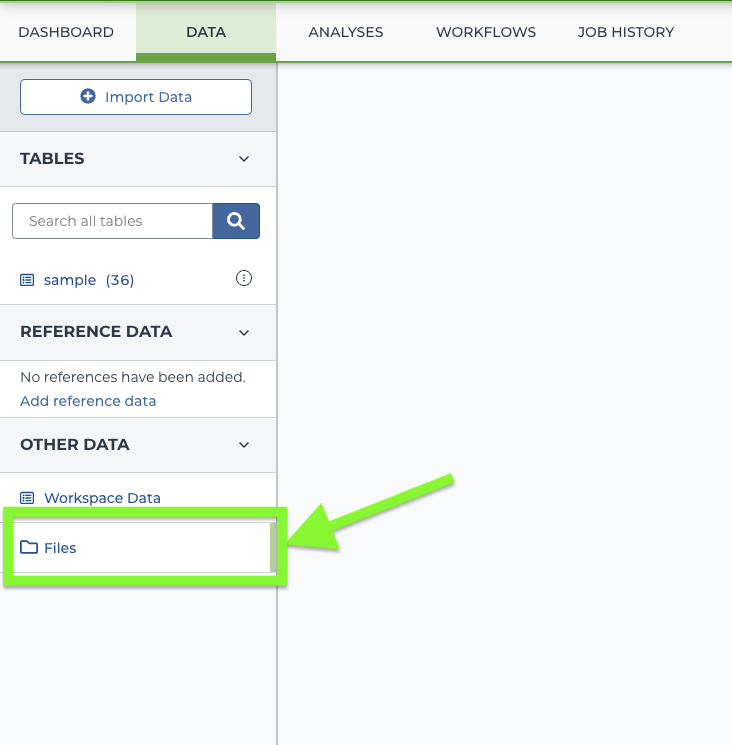 DASHBOARD DATA ANALYSES WORKFLOWS JOB HISTORY
Import Data
TABLES
Search all tables
sample (36)
REFERENCE DATA
No references have been added.
Add reference data
OTHER DATA
Workspace Data
Files